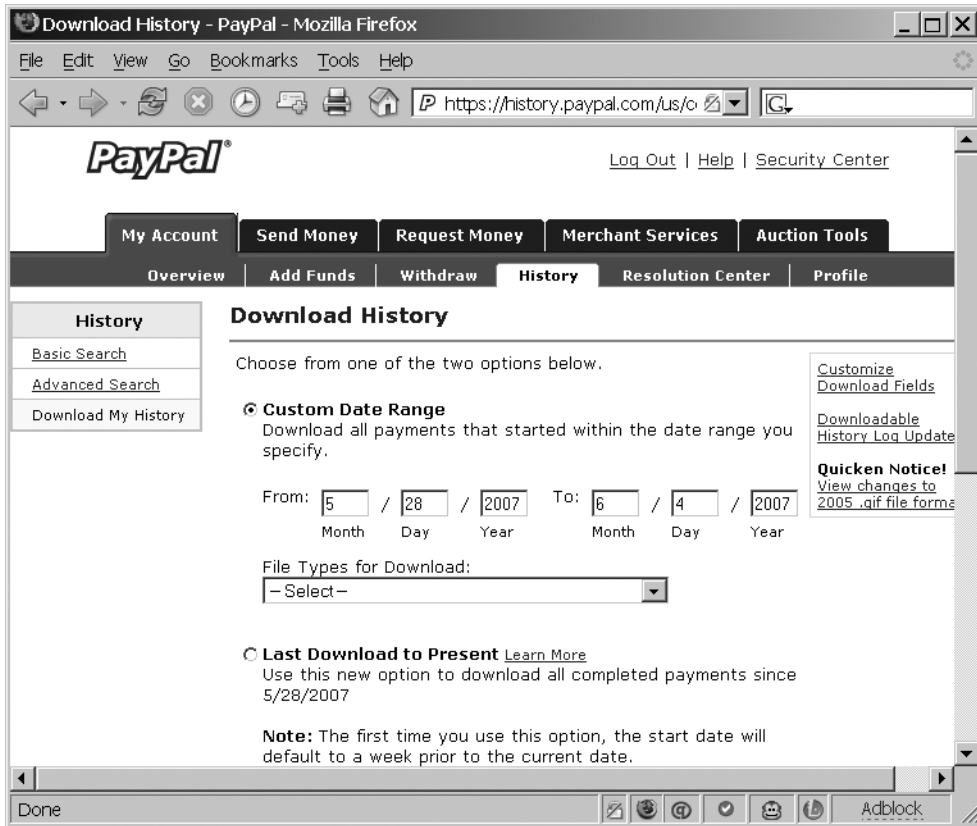 Download History - PayPal - Mozilla Firefox
File Edit View Go Bookmarks Tools Help
P https://history.paypal.com/us/c
G
PayPal®
Log Out | Help | Security Center
My Account Send Money Request Money Merchant Services Auction Tools
Overview Add Funds Withdraw History Resolution Center Profile
History
Basic Search
Advanced Search
Download My History
Download History
Choose from one of the two options below.
Custom Date Range
Download all payments that started within the date range you
specify.
From: 5 / 28 / 2007 To: 6 / 4 / 2007
Month Day Year Month Day Year
File Types for Download:
—Select—
Last Download to Present Learn More
Use this new option to download all completed payments since
5/28/2007
Note: The first time you use this option, the start date will
default to a week prior to the current date.
Customize
Download Fields
Downloadable
History Log Update
Quicken Notice!
View changes to
2005 .qif file forma
Done
Adblock